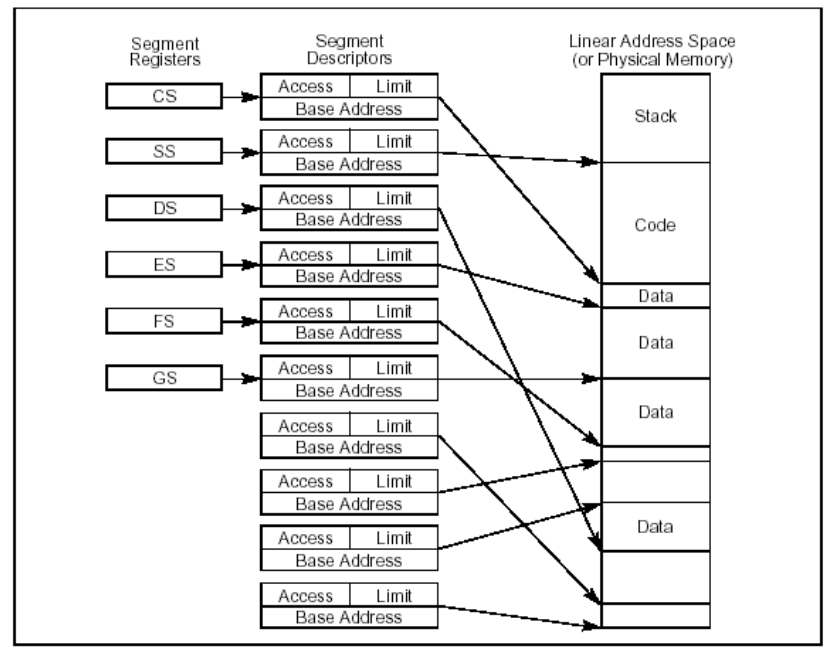 Segment
Registers
Segment
Descriptors
Linear Address Space
(or Physical Memory)
CS
Access Limit
Base Address
Stack
SS
Access Limit
Base Address
DS
Access Limit
Base Address
Code
ES
Access Limit
Base Address
Data
FS
Access Limit
Base Address
Data
GS
Access Limit
Base Address
Data
Access Limit
Base Address
Access Limit
Base Address
Access Limit
Base Address
Data
Access Limit
Base Address